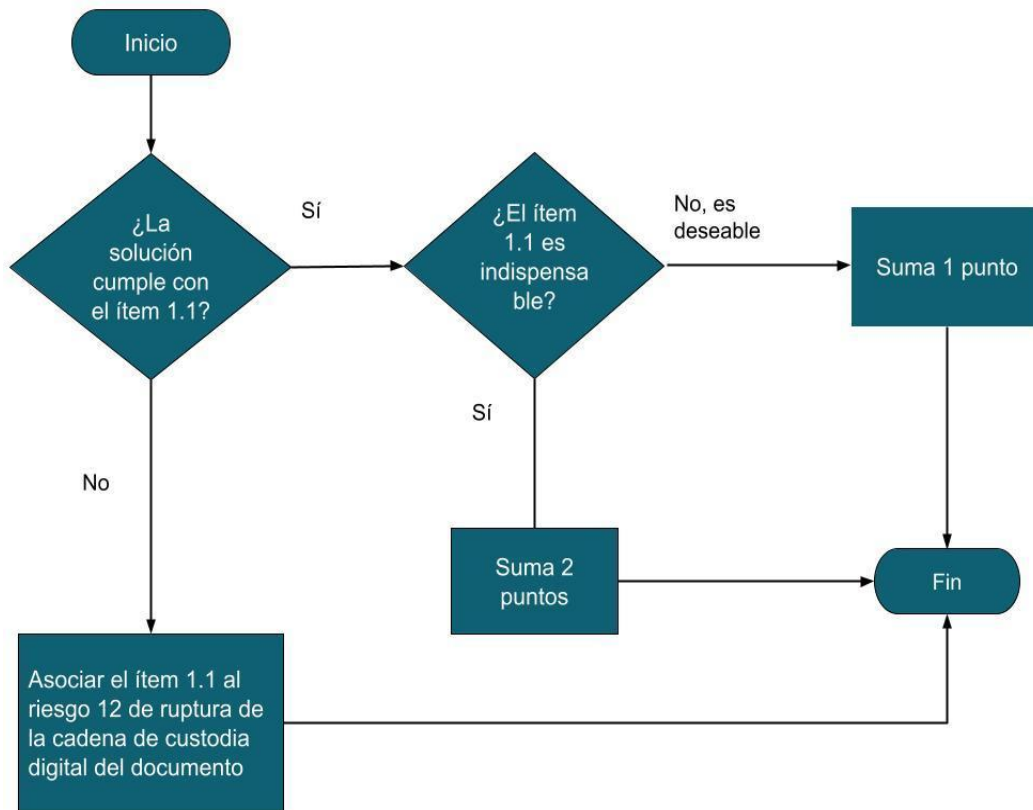 Inicio
¿La
solución
cumple con
el ítem 1.1?
Sí
¿El ítem
1.1 es
indispensa
ble?
No, es
deseable
Suma 1 punto
Sí
No
Suma 2
puntos
Fin
Asociar el ítem 1.1 al
riesgo 12 de ruptura de
la cadena de custodia
digital del documento